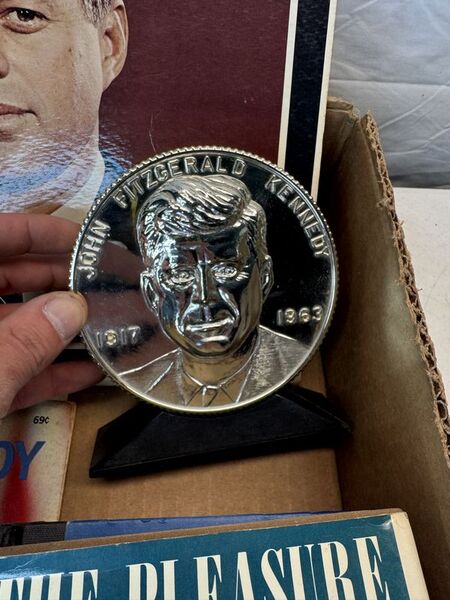 JOHN FITZGERALD KENNEDY
1917
1963
69¢
DY
THE PLEASURE